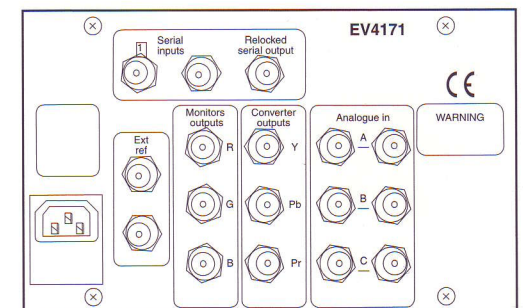 EV4171
1
Serial
inputs
Relocked
serial output
CE
WARNING
Ext
ref
Monitors
outputs
R
G
B
Converter
outputs
Y
Pb
Pr
Analogue in
A
B
C